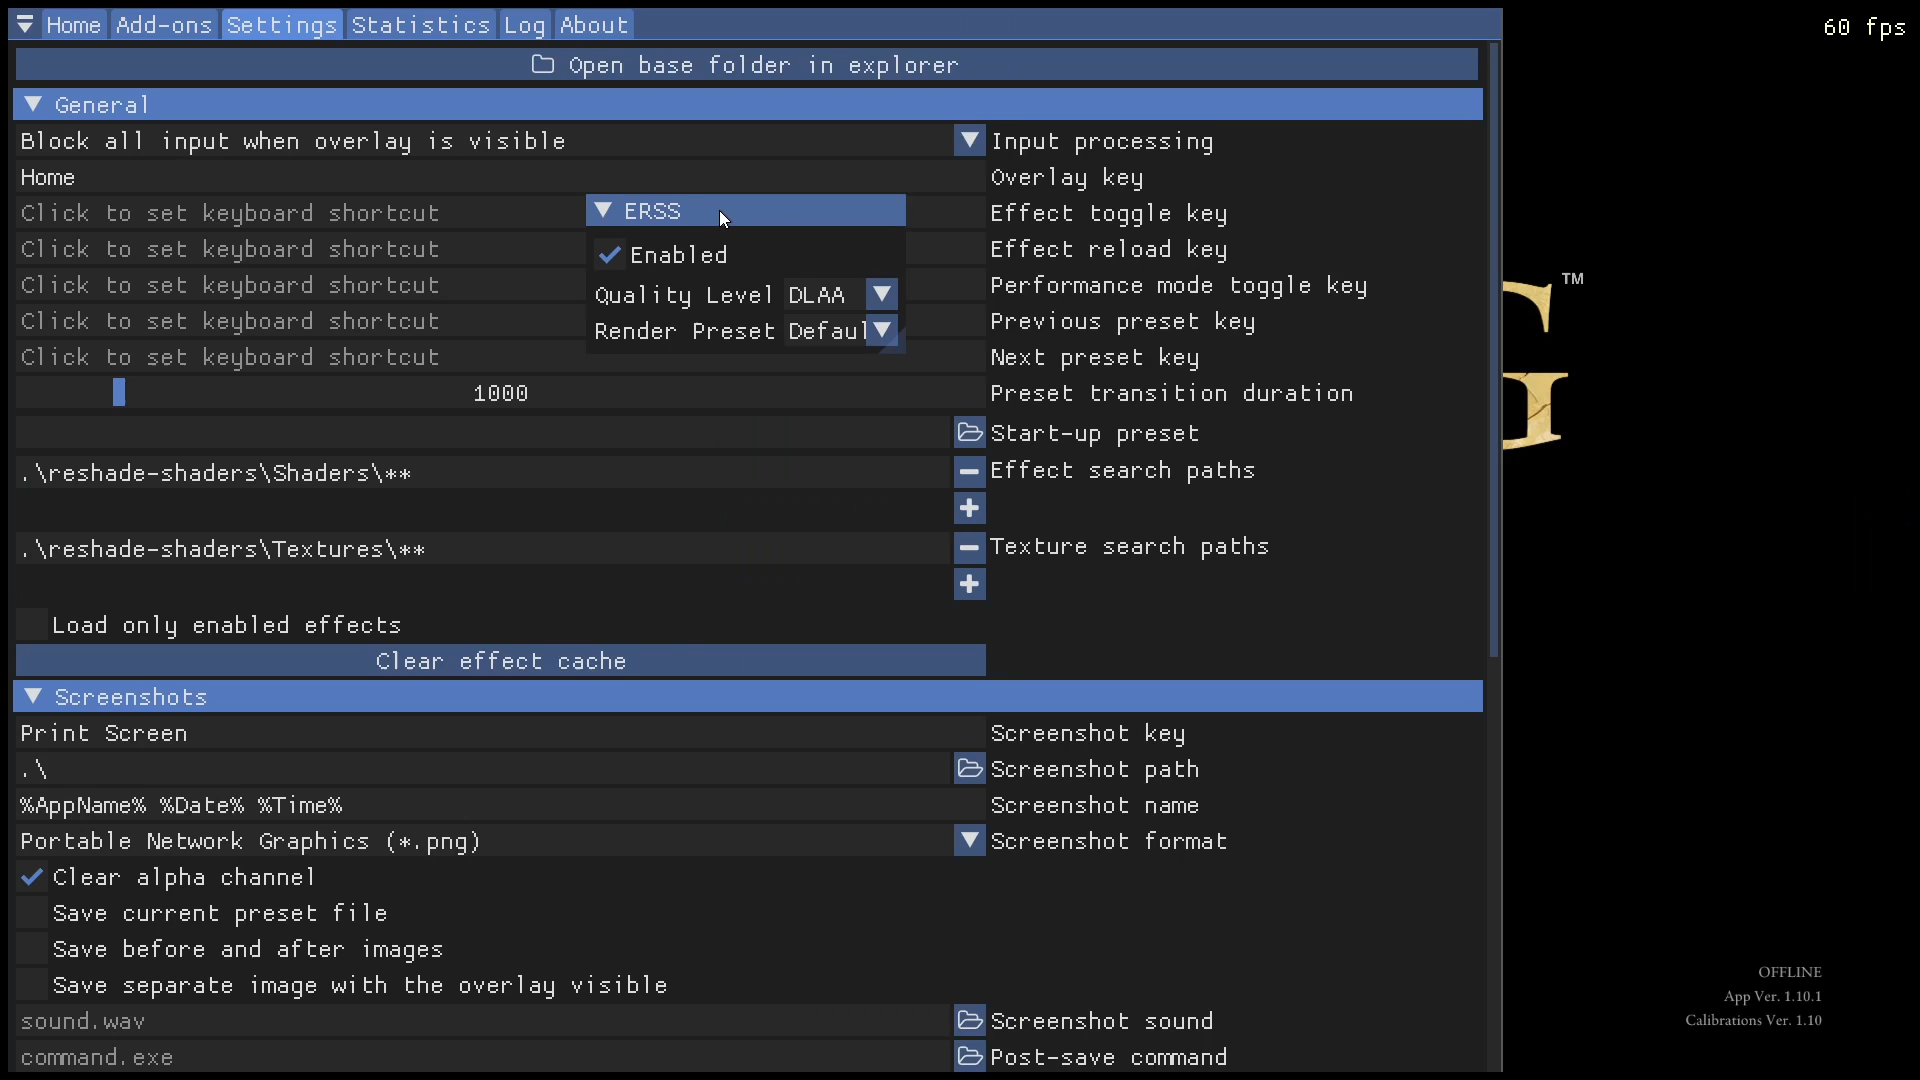 Home Add-ons Settings Statistics Log About
60 fps
Open base folder in explorer
General
Block all input when overlay is visible Input processing
Home Overlay key
Click to set keyboard shortcut Effect toggle key
Click to set keyboard shortcut Effect reload key
Click to set keyboard shortcut Performance mode toggle key
Click to set keyboard shortcut Previous preset key
Click to set keyboard shortcut Next preset key
ERSS
Enabled
Quality Level DLAA
Render Preset Defaul
1000 Preset transition duration
Start-up preset
.\reshade-shaders\Shaders\** Effect search paths
.\reshade-shaders\Textures\** Texture search paths
Load only enabled effects
Clear effect cache
Screenshots
Print Screen Screenshot key
.\ Screenshot path
%AppName% %Date% %Time% Screenshot name
Portable Network Graphics (*.png) Screenshot format
Clear alpha channel
Save current preset file
Save before and after images
Save separate image with the overlay visible
sound.wav Screenshot sound
command.exe Post-save command
G™
OFFLINE
App Ver. 1.10.1
Calibrations Ver. 1.10